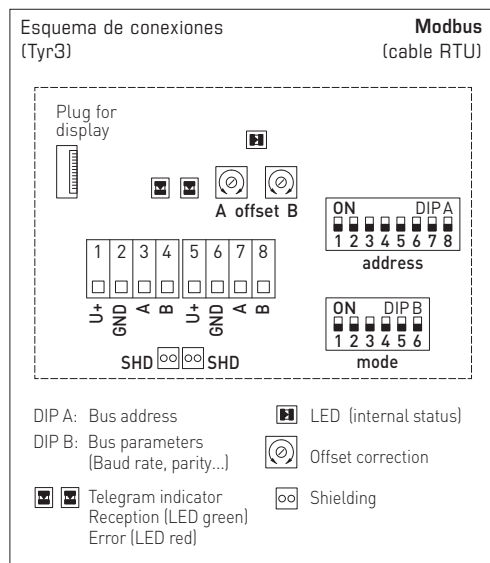 Esquema de conexiones
(Tyr3)
Modbus
(cable RTU)
Plug for
display
A offset B
ON DIP A
1 2 3 4 5 6 7 8
address
1 2 3 4 5 6 7 8
U+ GND A B U+ GND A B
ON DIP B
1 2 3 4 5 6
mode
SHD SHD
DIP A: Bus address
DIP B: Bus parameters
(Baud rate, parity...)
Telegram indicator
Reception (LED green)
Error (LED red)
LED (internal status)
Offset correction
Shielding